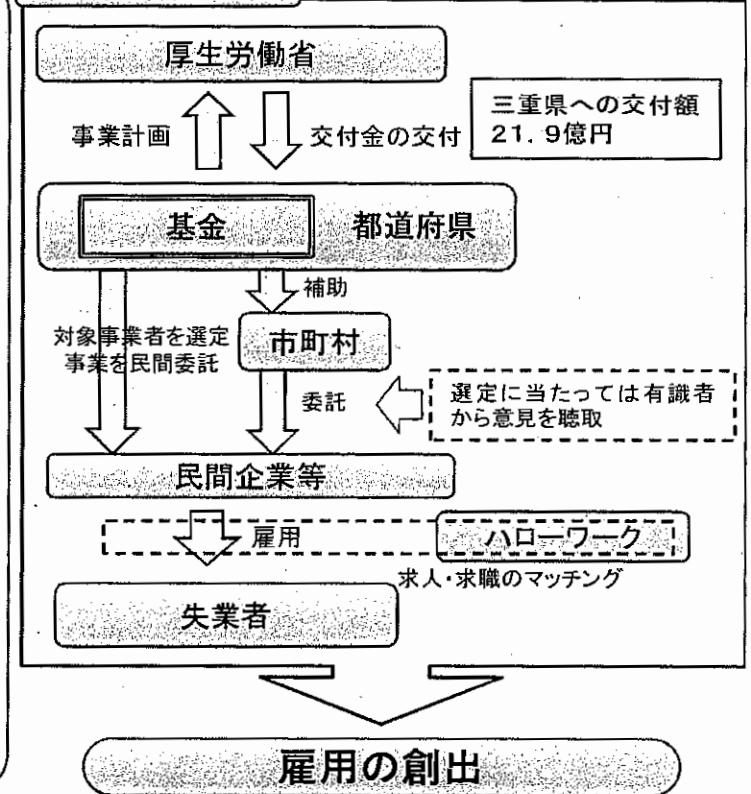 厚生労働省
事業計画
交付金の交付
三重県への交付額
21.9億円
基金
都道府県
補助
対象事業者を選定
事業を民間委託
市町村
委託
選定に当たっては有識者
から意見を聴取
民間企業等
雇用
ハローワーク
求人・求職のマッチング
失業者
雇用の創出